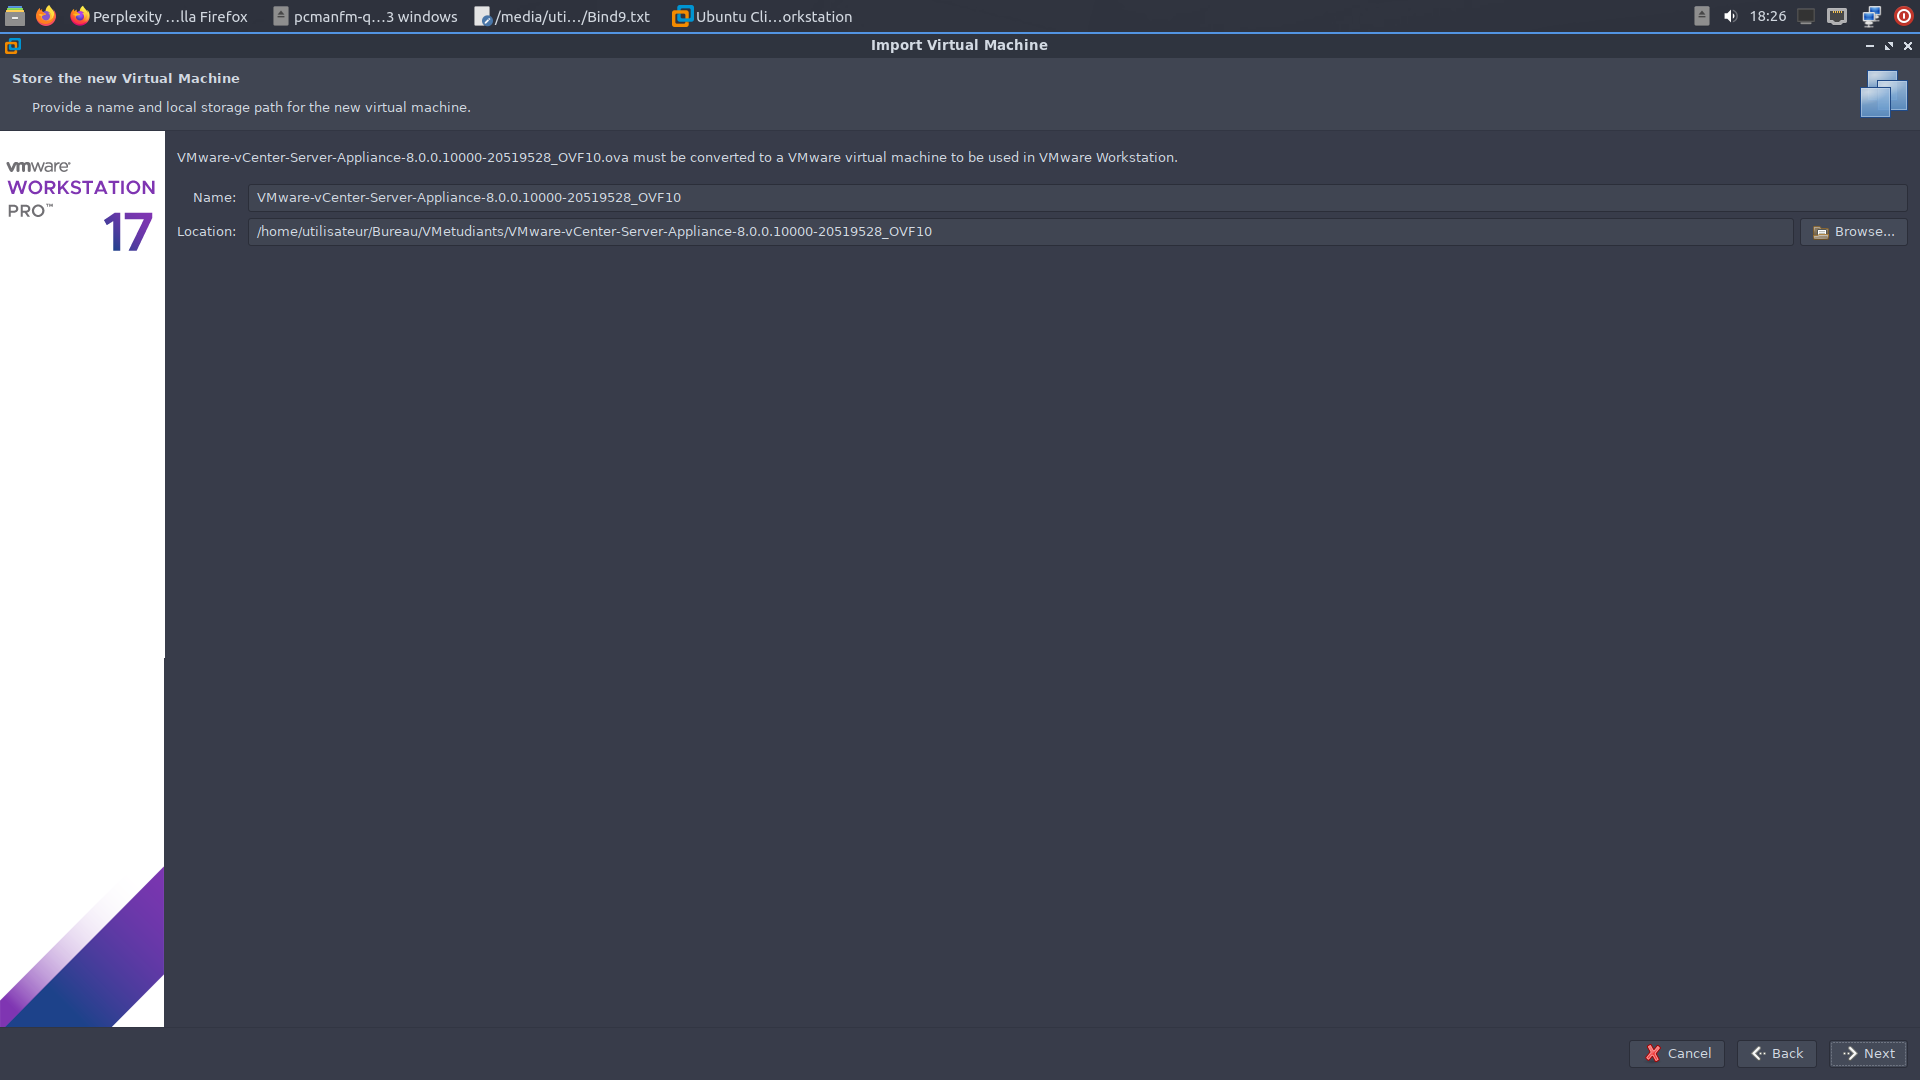 Perplexity ...lla Firefox
pcmanfm-q...3 windows
/media/uti.../Bind9.txt
Ubuntu Cli...orkstation
18:26
Import Virtual Machine
Store the new Virtual Machine
Provide a name and local storage path for the new virtual machine.
vmware®
WORKSTATION
PRO™
17
VMware-vCenter-Server-Appliance-8.0.0.10000-20519528_OVF10.ova must be converted to a VMware virtual machine to be used in VMware Workstation.
Name: VMware-vCenter-Server-Appliance-8.0.0.10000-20519528_OVF10
Location: /home/utilisateur/Bureau/VMetudiants/VMware-vCenter-Server-Appliance-8.0.0.10000-20519528_OVF10
Browse...
Cancel
Back
Next